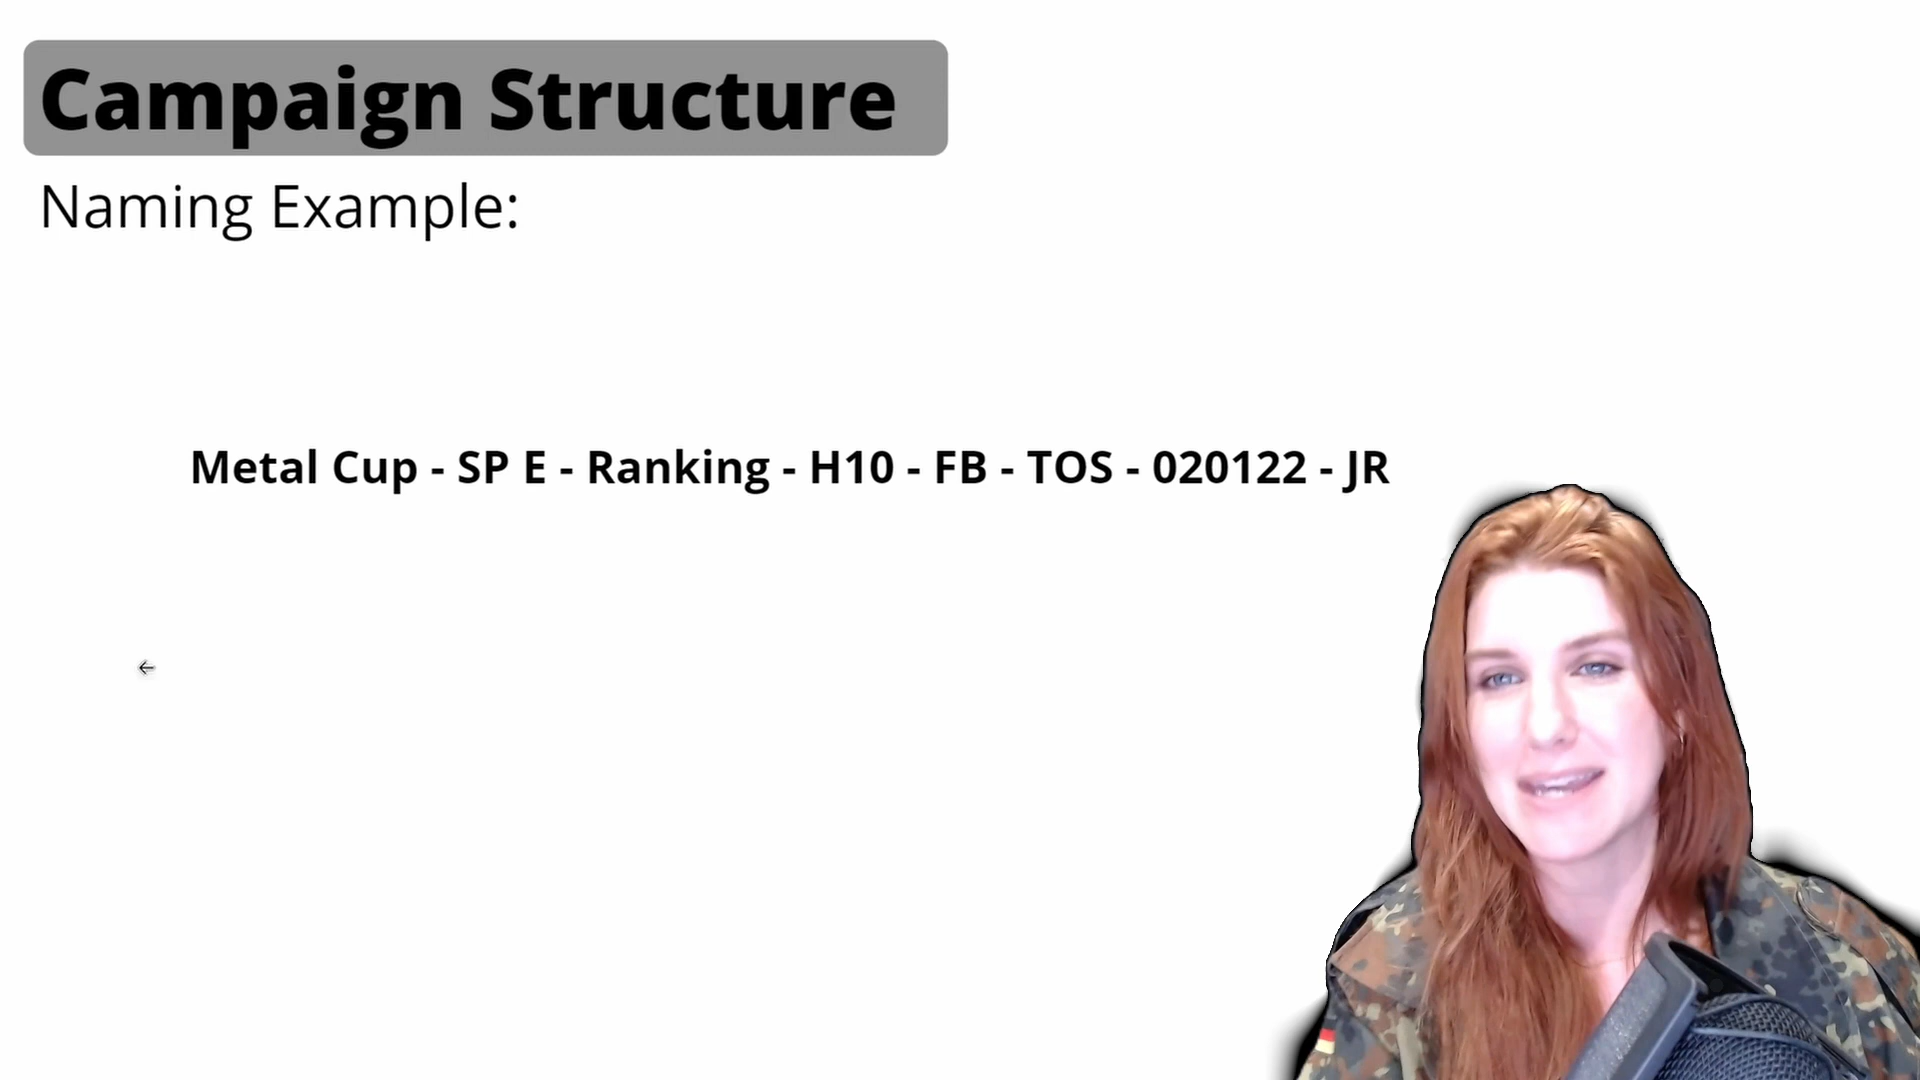 Campaign Structure
Naming Example:
Metal Cup - SP E - Ranking - H10 - FB - TOS - 020122 - JR